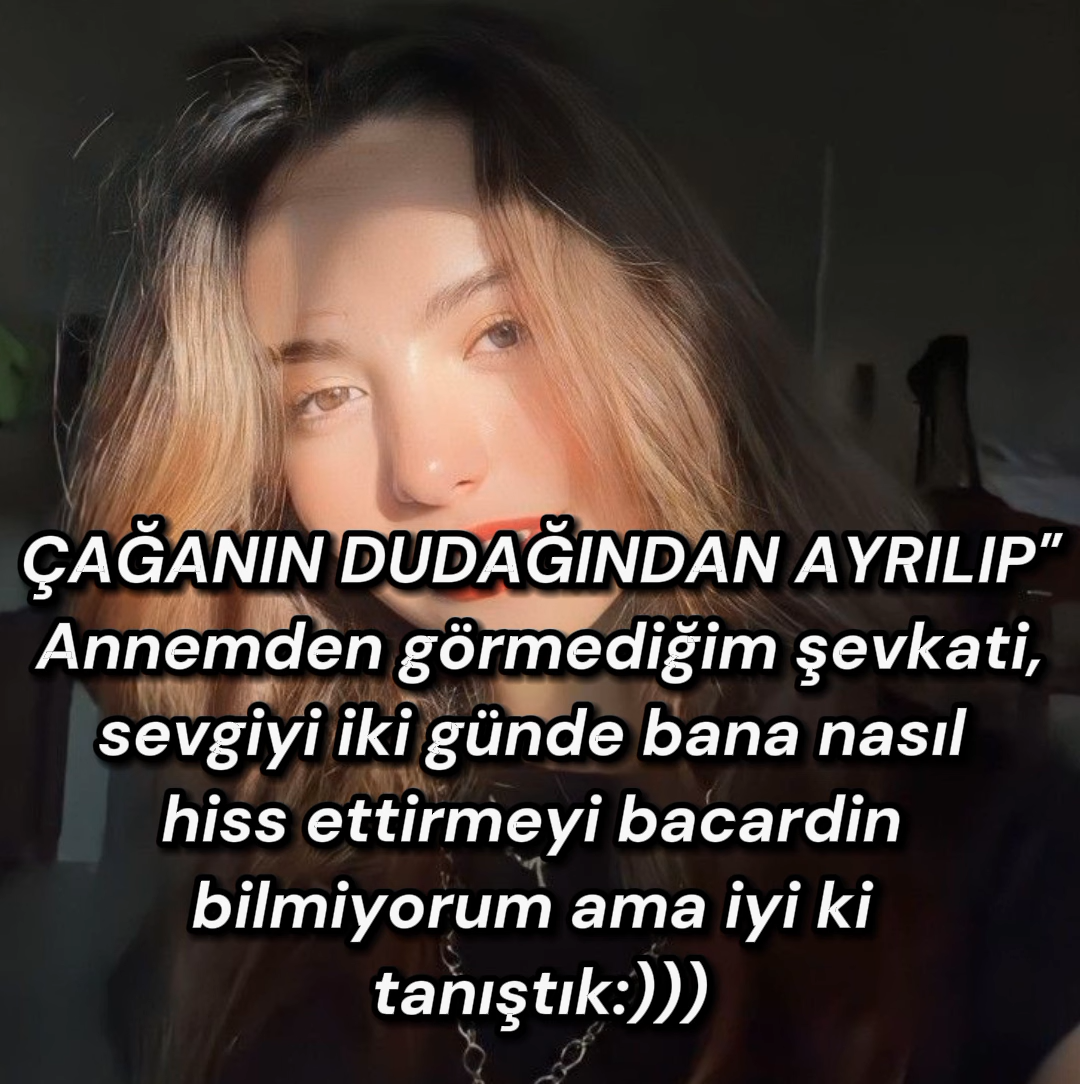 ÇAĞANIN DUDAĞINDAN AYRILIP”
Annemden görmediğim şevkati,
sevgiyi iki günde bana nasıl
hiss ettirmeyi bacardin
bilmiyorum ama iyi ki
tanıştık:)))